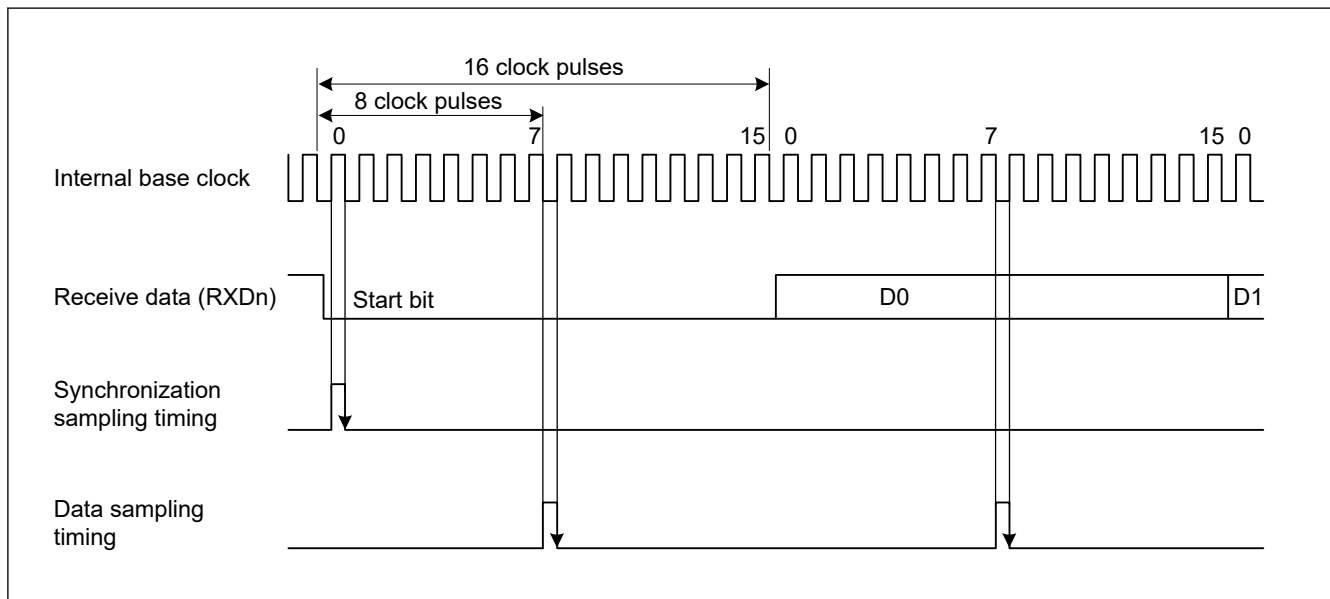 16 clock pulses
8 clock pulses
0 7 15 0 7 15 0
Internal base clock
Receive data (RXDn)
Start bit
D0
D1
Synchronization
sampling timing
Data sampling
timing